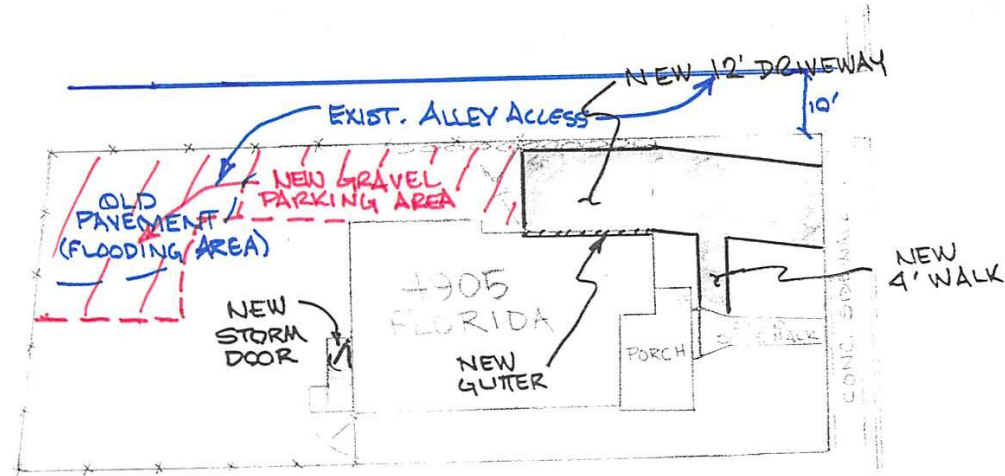 NEW 12' DRIVEWAY
10'
EXIST. ALLEY ACCESS
NEW GRAVEL
PARKING AREA
OLD
PAVEMENT
(FLOODING AREA)
4905
FLORIDA
NEW
STORM
DOOR
NEW
GUTTER
PORCH
WALK
CONC. SIDEWALK
NEW
4' WALK